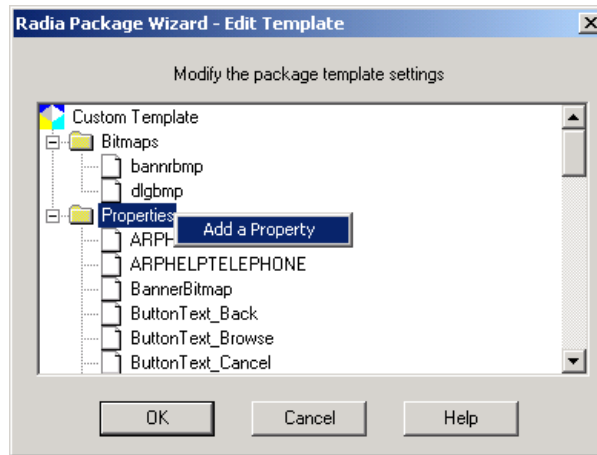 Radia Package Wizard - Edit Template
Modify the package template settings
Custom Template
Bitmaps
bannrbmp
dlgbmp
Properties
Add a Property
ARPH
ARPHELPTELEPHONE
BannerBitmap
ButtonText_Back
ButtonText_Browse
ButtonText_Cancel
OK Cancel Help